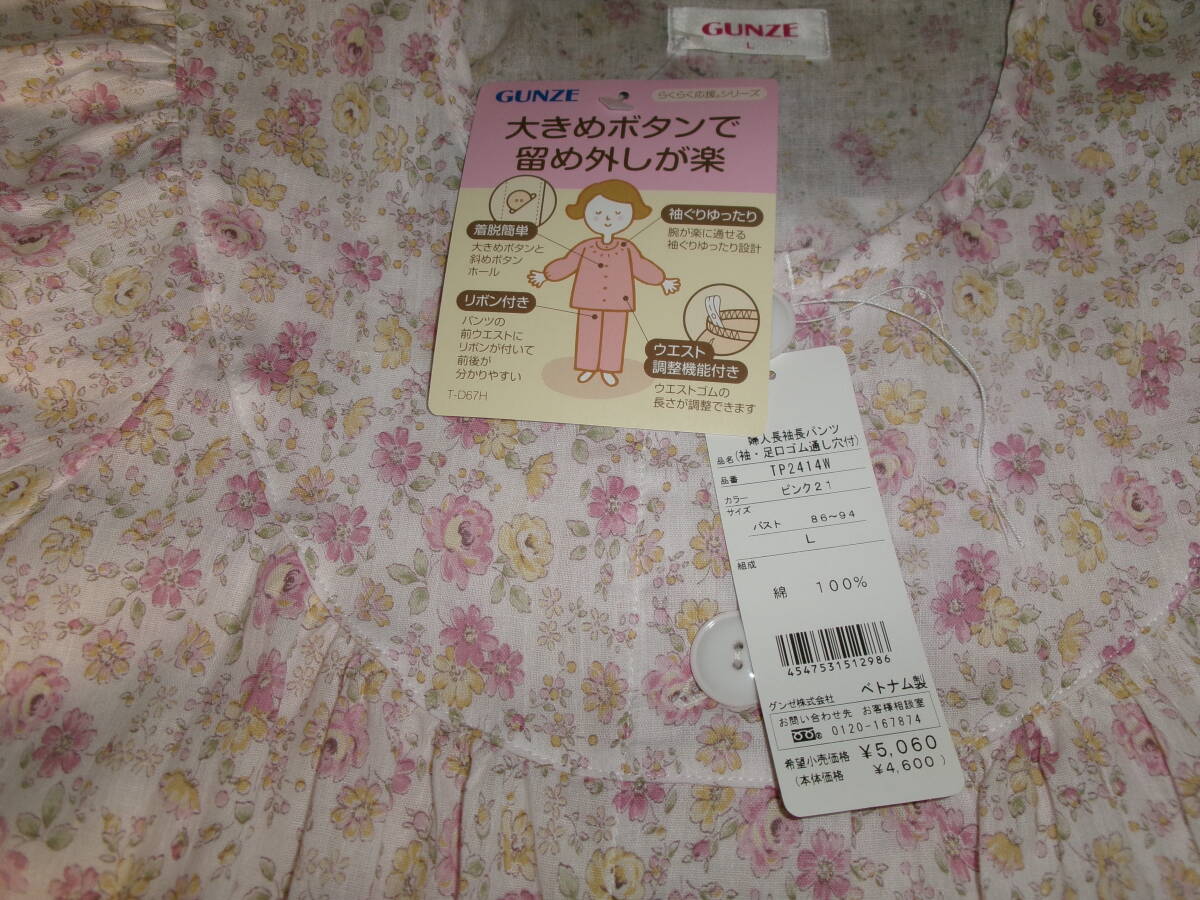 GUNZE
L
GUNZE
らくらく応援®シリーズ
大きめボタンで
留め外しが楽
着脱簡単
大きめボタンと
斜めボタン
ホール
袖ぐりゆったり
腕が楽に通せる
袖ぐりゆったり設計
リボン付き
パンツの
前ウエストに
リボンが付いて
前後が
分かりやすい
ウエスト
調整機能付き
ウエストゴムの
長さが調整できます
T-D67H
婦人長袖長パンツ
品名(袖・足口ゴム通し穴付)
品番 TP2414W
カラー ピンク21
サイズ
バスト 86~94
L
組成
綿 100%
4547531512986
グンゼ株式会社 ベトナム製
お問い合わせ先 お客様相談室
0120-167874
希望小売価格 ¥5,060
(本体価格 ¥4,600)